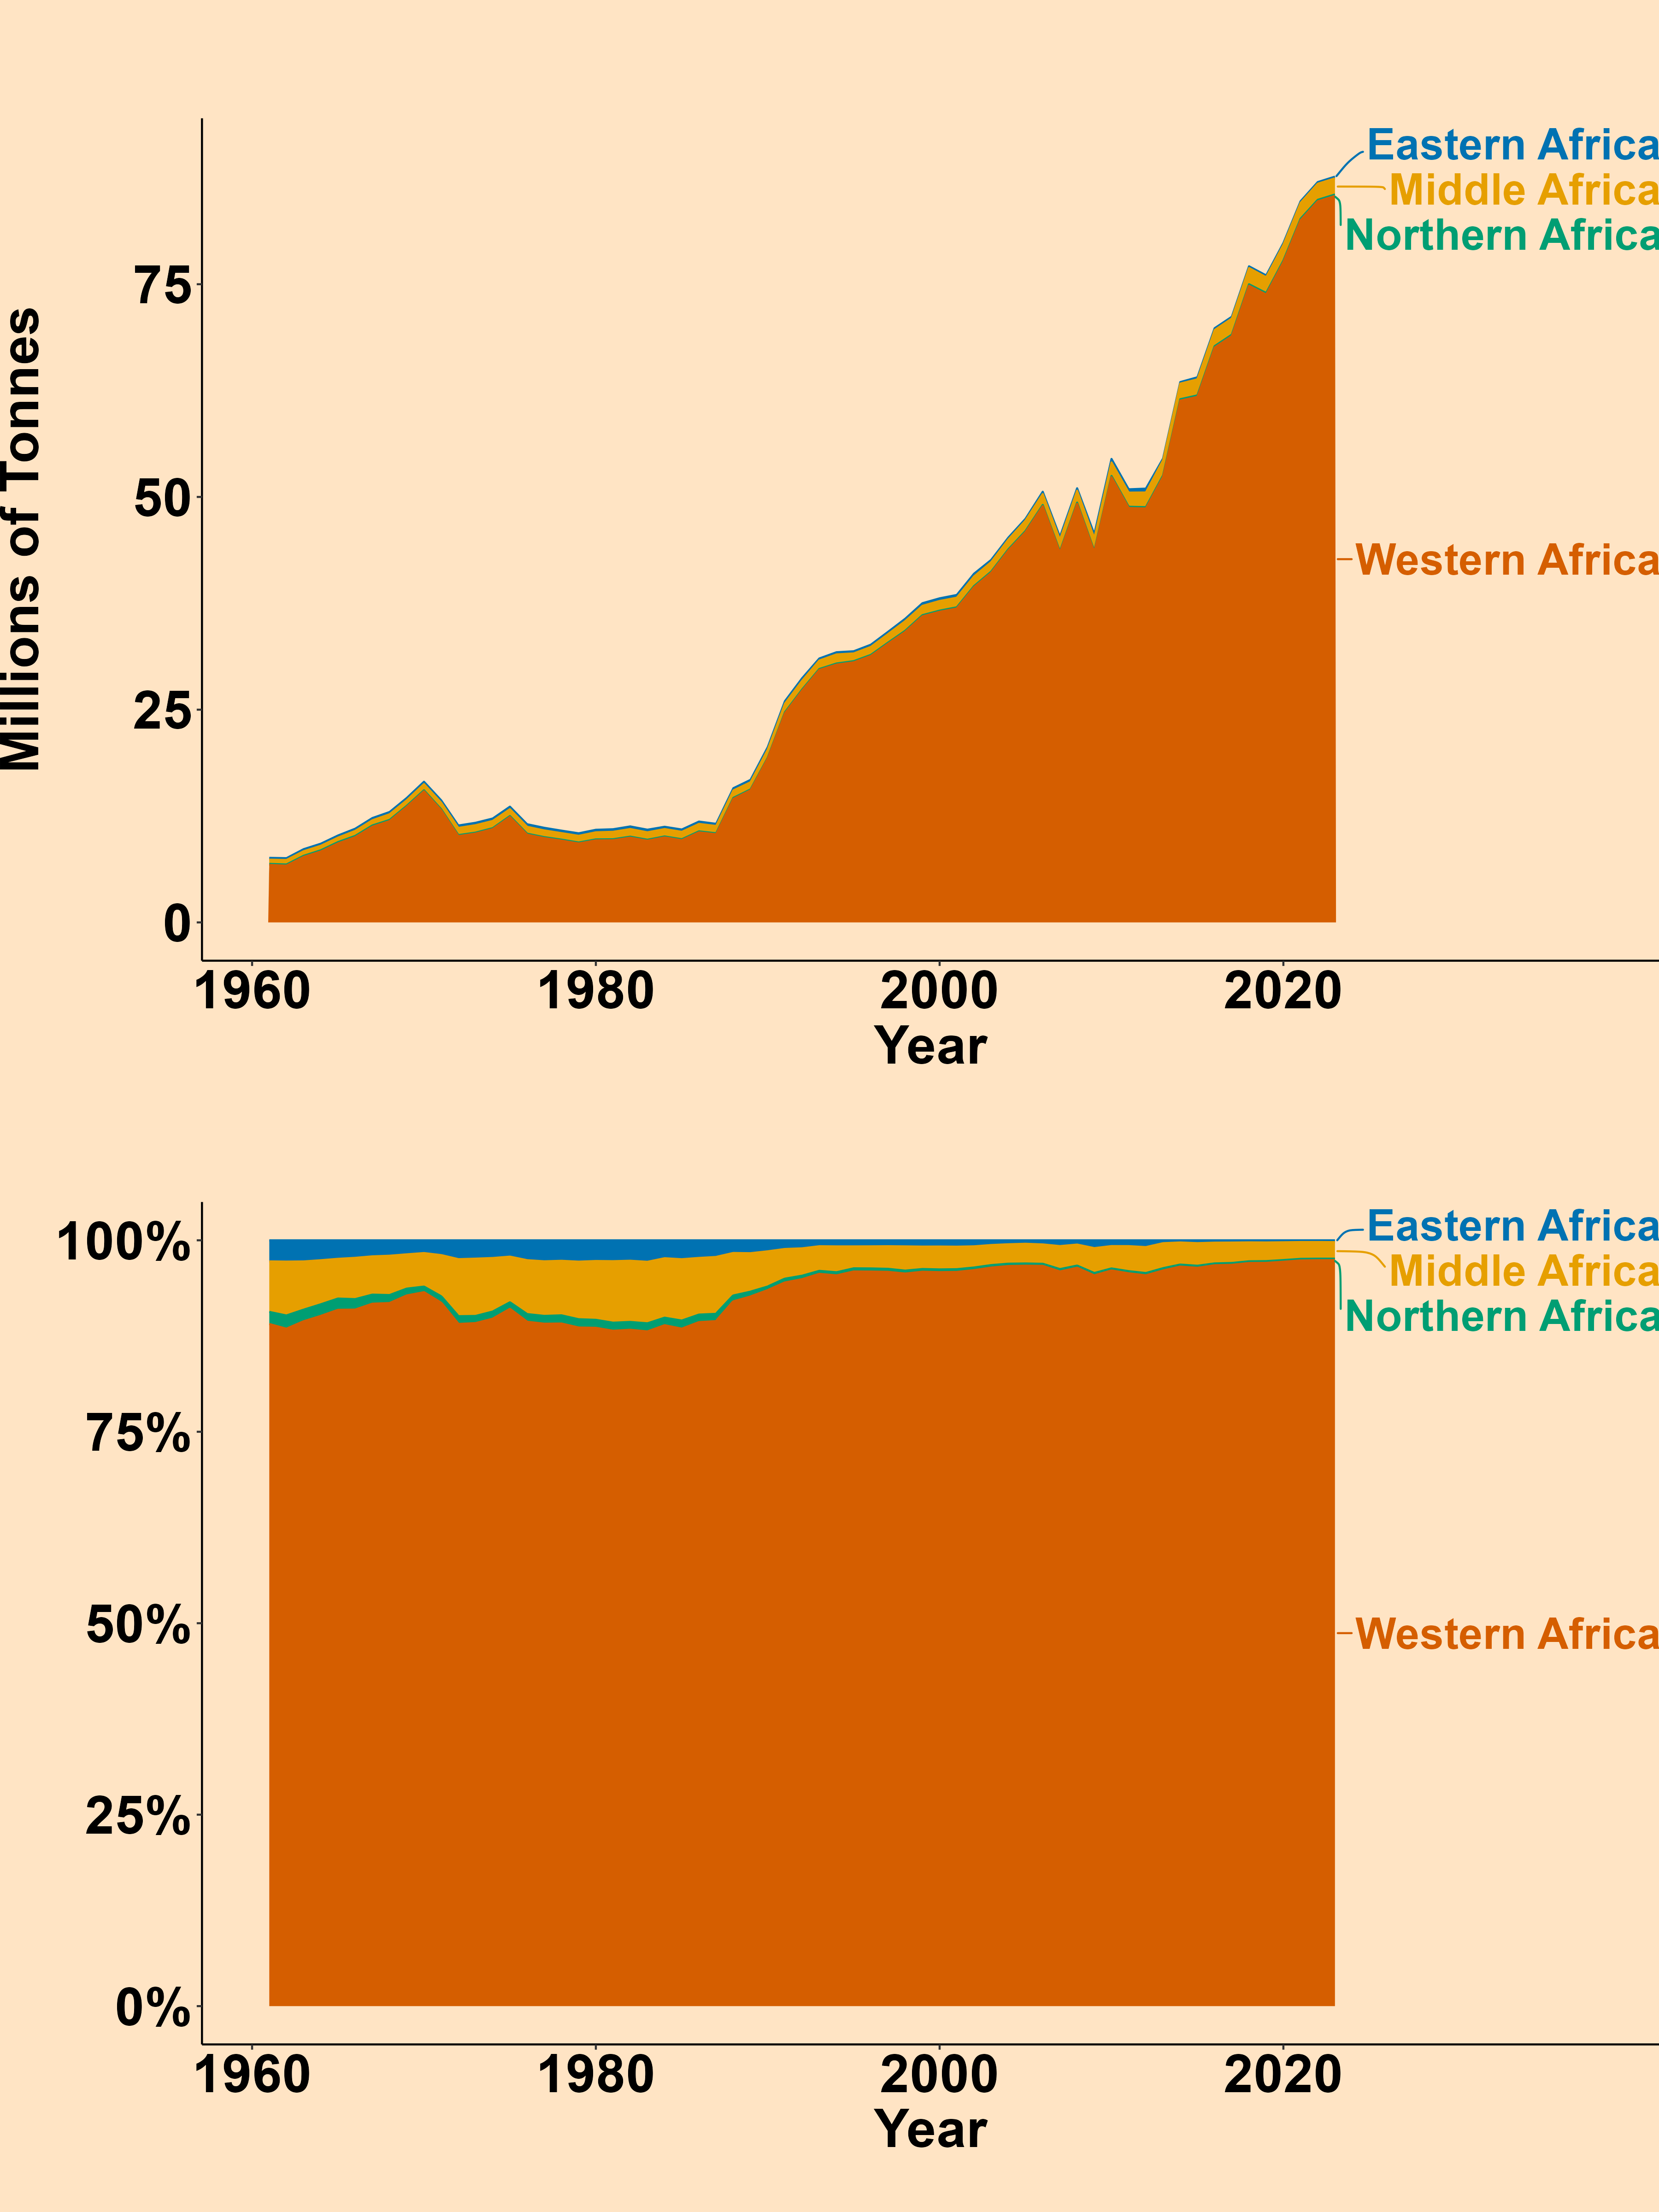 Millions of Tonnes
75
50
25
0
1960 1980 2000 2020
Year
Eastern Africa
Middle Africa
Northern Africa
Western Africa
100%
75%
50%
25%
0%
1960 1980 2000 2020
Year
Eastern Africa
Middle Africa
Northern Africa
Western Africa